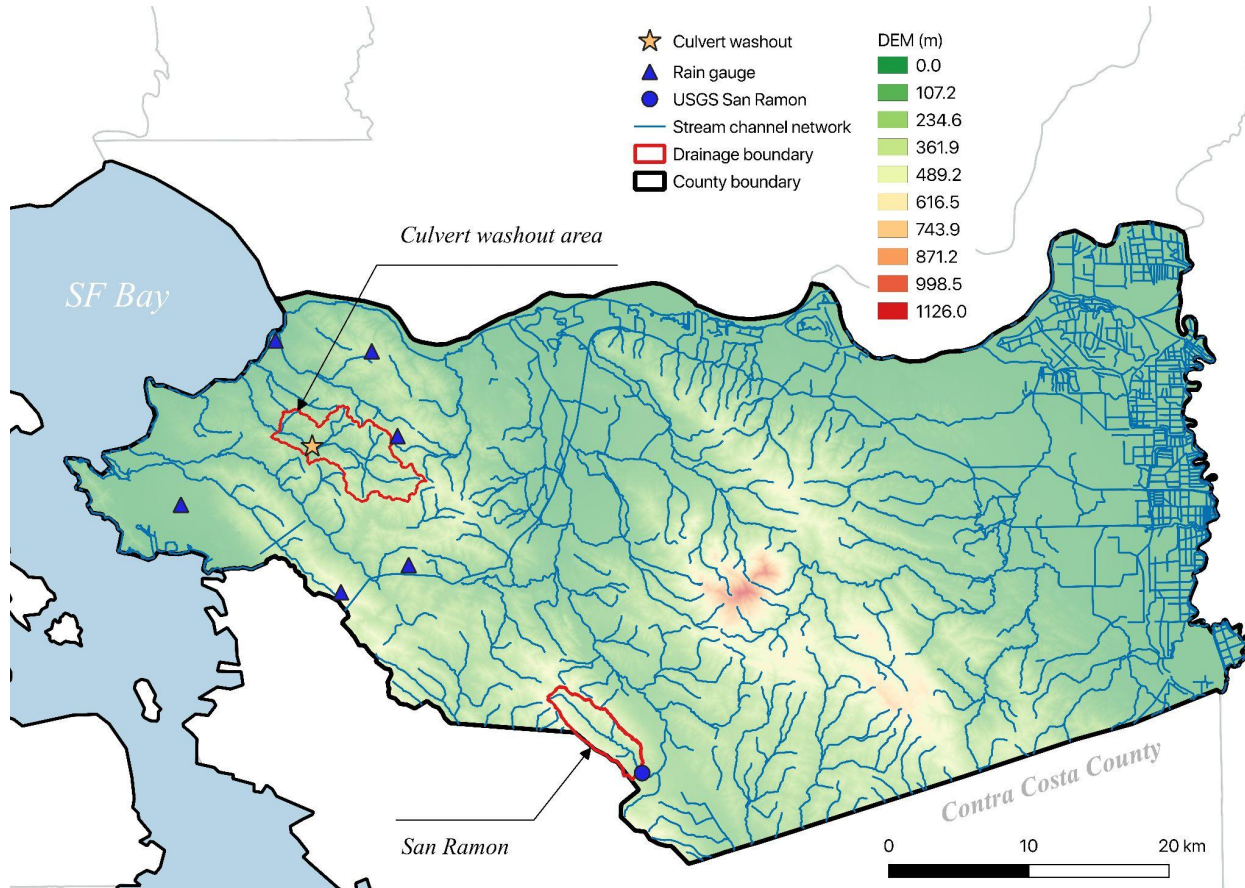 Culvert washout
Rain gauge
USGS San Ramon
Stream channel network
Drainage boundary
County boundary
DEM (m)
0.0
107.2
234.6
361.9
489.2
616.5
743.9
871.2
998.5
1126.0
Culvert washout area
SF Bay
San Ramon
Contra Costa County
0
10
20 km